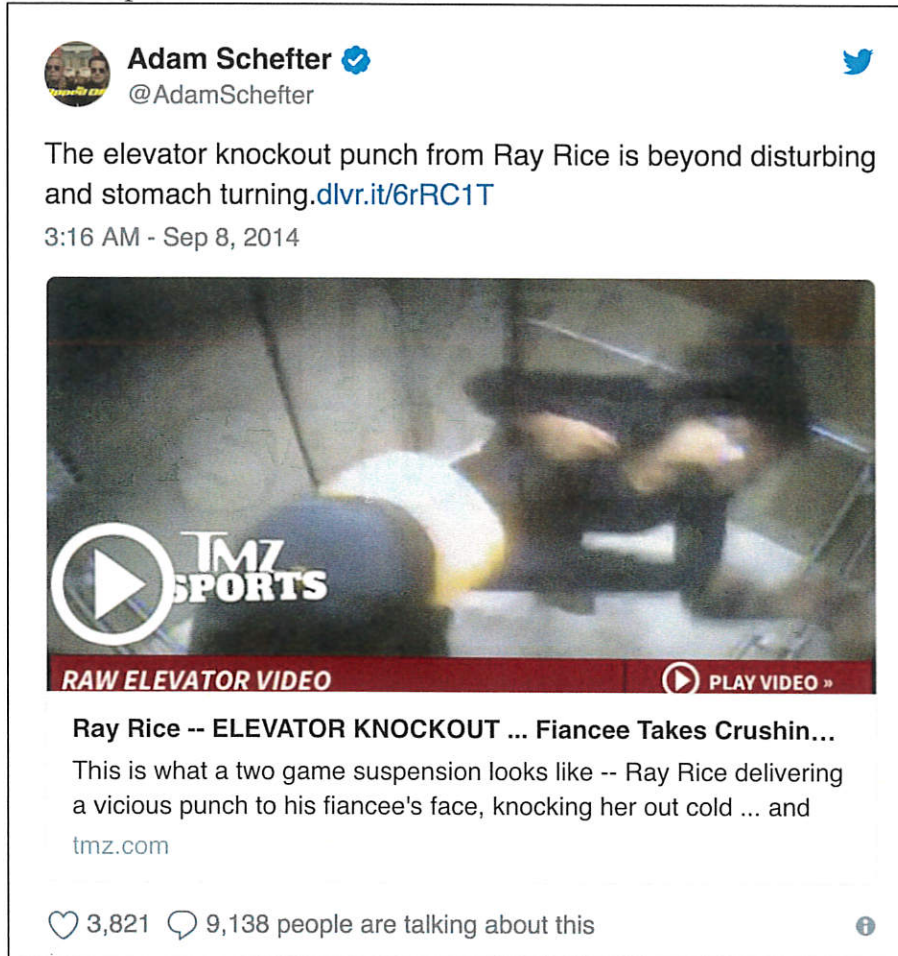 Adam Schefter
@AdamSchefter
The elevator knockout punch from Ray Rice is beyond disturbing
and stomach turning.dlvr.it/6rRC1T
3:16 AM - Sep 8, 2014
TMZ
SPORTS
RAW ELEVATOR VIDEO
PLAY VIDEO »
Ray Rice -- ELEVATOR KNOCKOUT ... Fiancee Takes Crushin...
This is what a two game suspension looks like -- Ray Rice delivering
a vicious punch to his fiancee's face, knocking her out cold ... and
tmz.com
3,821 9,138 people are talking about this